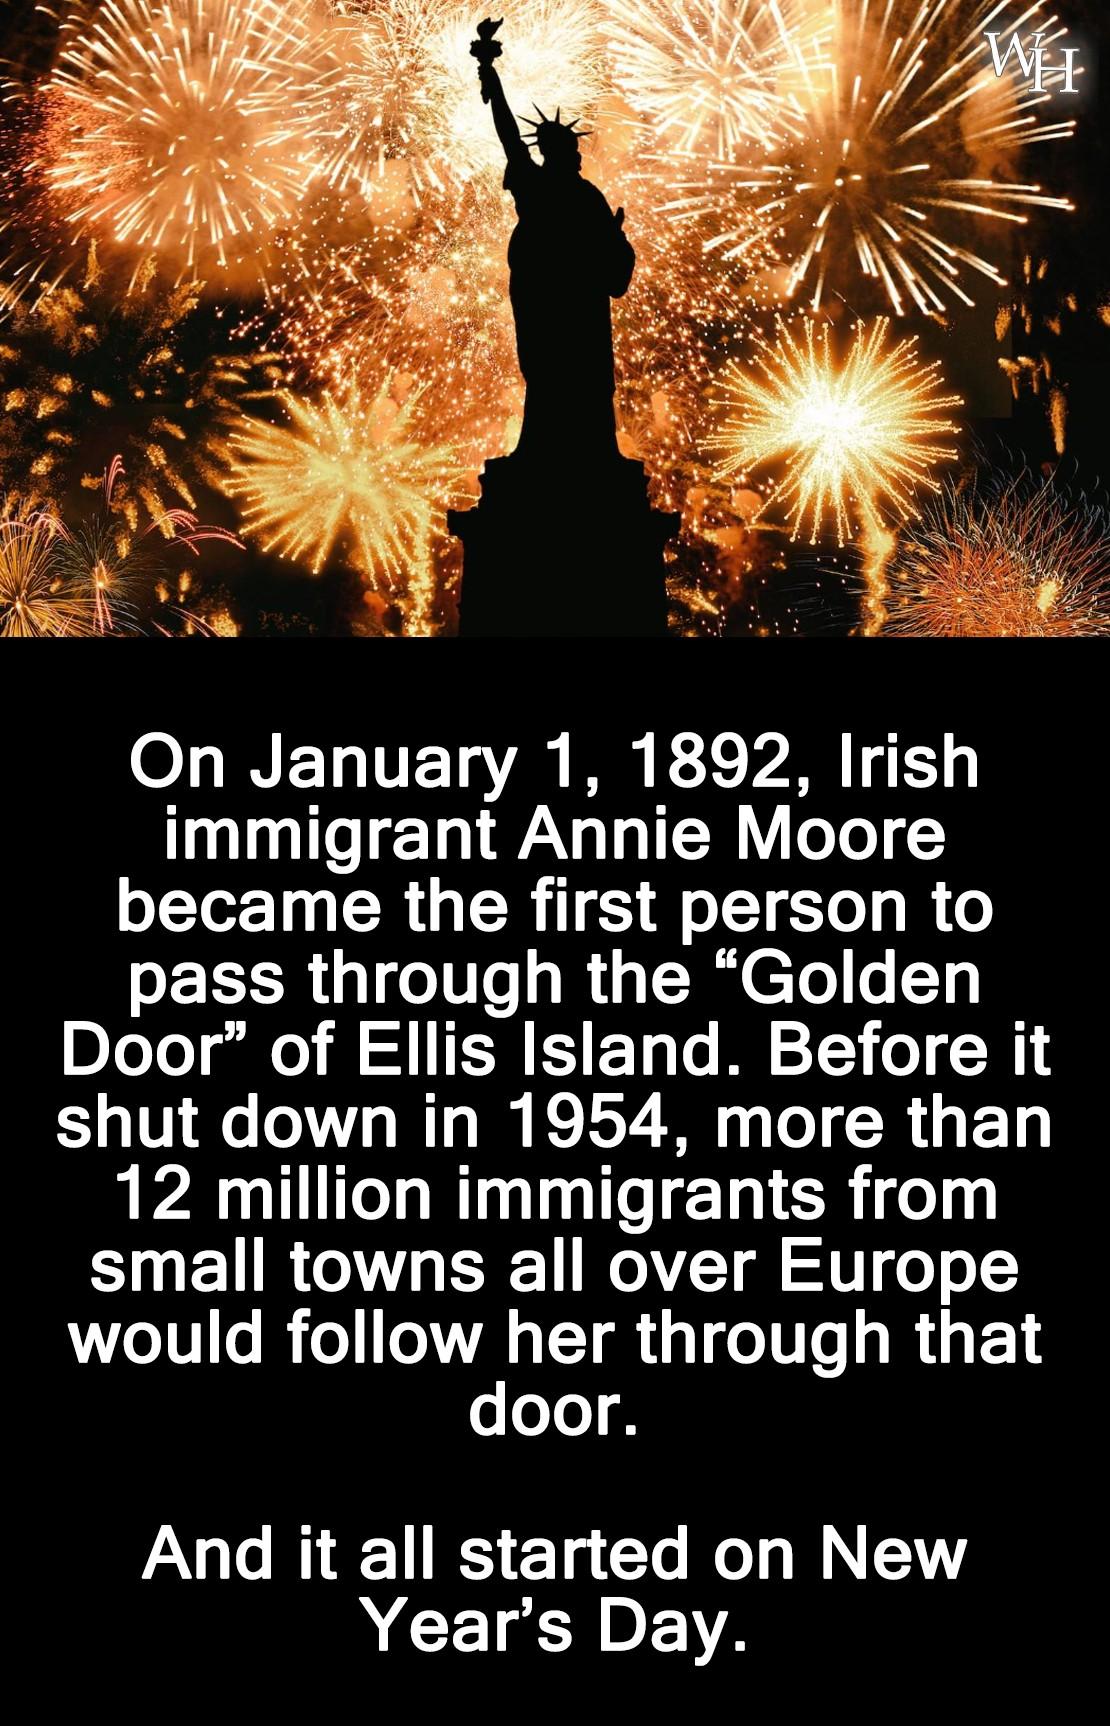 WH
On January 1, 1892, Irish
immigrant Annie Moore
became the first person to
pass through the “Golden
Door” of Ellis Island. Before it
shut down in 1954, more than
12 million immigrants from
small towns all over Europe
would follow her through that
door.
And it all started on New
Year’s Day.